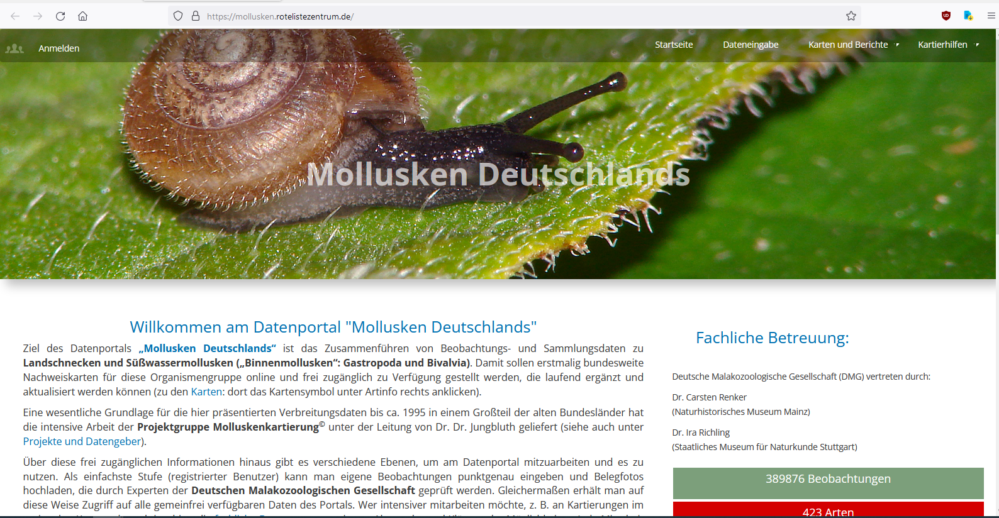 https://mollusken.rotelistezentrum.de/
Anmelden
Startseite
Dateneingabe
Karten und Berichte
Kartierhilfen
Mollusken Deutschlands
Willkommen am Datenportal "Mollusken Deutschlands"
Ziel des Datenportals „Mollusken Deutschlands“ ist das Zusammenführen von Beobachtungs- und Sammlungsdaten zu
Landschnecken und Süßwassermollusken („Binnenmollusken“: Gastropoda und Bivalvia). Damit sollen erstmalig bundesweite
Nachweiskarten für diese Organismengruppe online und frei zugänglich zu Verfügung gestellt werden, die laufend ergänzt und
aktualisiert werden können (zu den Karten: dort das Kartensymbol unter Artinfo rechts anklicken).
Eine wesentliche Grundlage für die hier präsentierten Verbreitungsdaten bis ca. 1995 in einem Großteil der alten Bundesländer hat
die intensive Arbeit der Projektgruppe Molluskenkartierung© unter der Leitung von Dr. Dr. Jungbluth geliefert (siehe auch unter
Projekte und Datengeber).
Über diese frei zugänglichen Informationen hinaus gibt es verschiedene Ebenen, um am Datenportal mitzuarbeiten und es zu
nutzen. Als einfachste Stufe (registrierter Benutzer) kann man eigene Beobachtungen punktgenau eingeben und Belegfotos
hochladen, die durch Experten der Deutschen Malakozoologischen Gesellschaft geprüft werden. Gleichermaßen erhält man auf
diese Weise Zugriff auf alle gemeinfrei verfügbaren Daten des Portals. Wer intensiver mitarbeiten möchte, z. B. an Kartierungen im
Fachliche Betreuung:
Deutsche Malakozoologische Gesellschaft (DMG) vertreten durch:
Dr. Carsten Renker
(Naturhistorisches Museum Mainz)
Dr. Ira Richling
(Staatliches Museum für Naturkunde Stuttgart)
389876 Beobachtungen
423 Arten